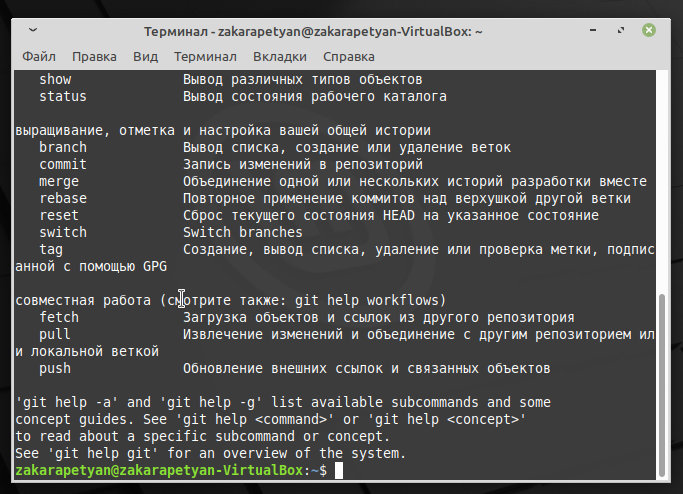 Терминал - zakarapetyan@zakarapetyan-VirtualBox: ~
Файл Правка Вид Терминал Вкладки Справка
show Вывод различных типов объектов
status Вывод состояния рабочего каталога
выращивание, отметка и настройка вашей общей истории
branch Вывод списка, создание или удаление веток
commit Запись изменений в репозиторий
merge Объединение одной или нескольких историй разработки вместе
rebase Повторное применение коммитов над верхушкой другой ветки
reset Сброс текущего состояния HEAD на указанное состояние
switch Switch branches
tag Создание, вывод списка, удаление или проверка метки, подпис
анной с помощью GPG
совместная работа (смотрите также: git help workflows)
fetch Загрузка объектов и ссылок из другого репозитория
pull Извлечение изменений и объединение с другим репозиторием ил
и локальной веткой
push Обновление внешних ссылок и связанных объектов
'git help -a' and 'git help -g' list available subcommands and some
concept guides. See 'git help <command>' or 'git help <concept>'
to read about a specific subcommand or concept.
See 'git help git' for an overview of the system.
zakarapetyan@zakarapetyan-VirtualBox:~$